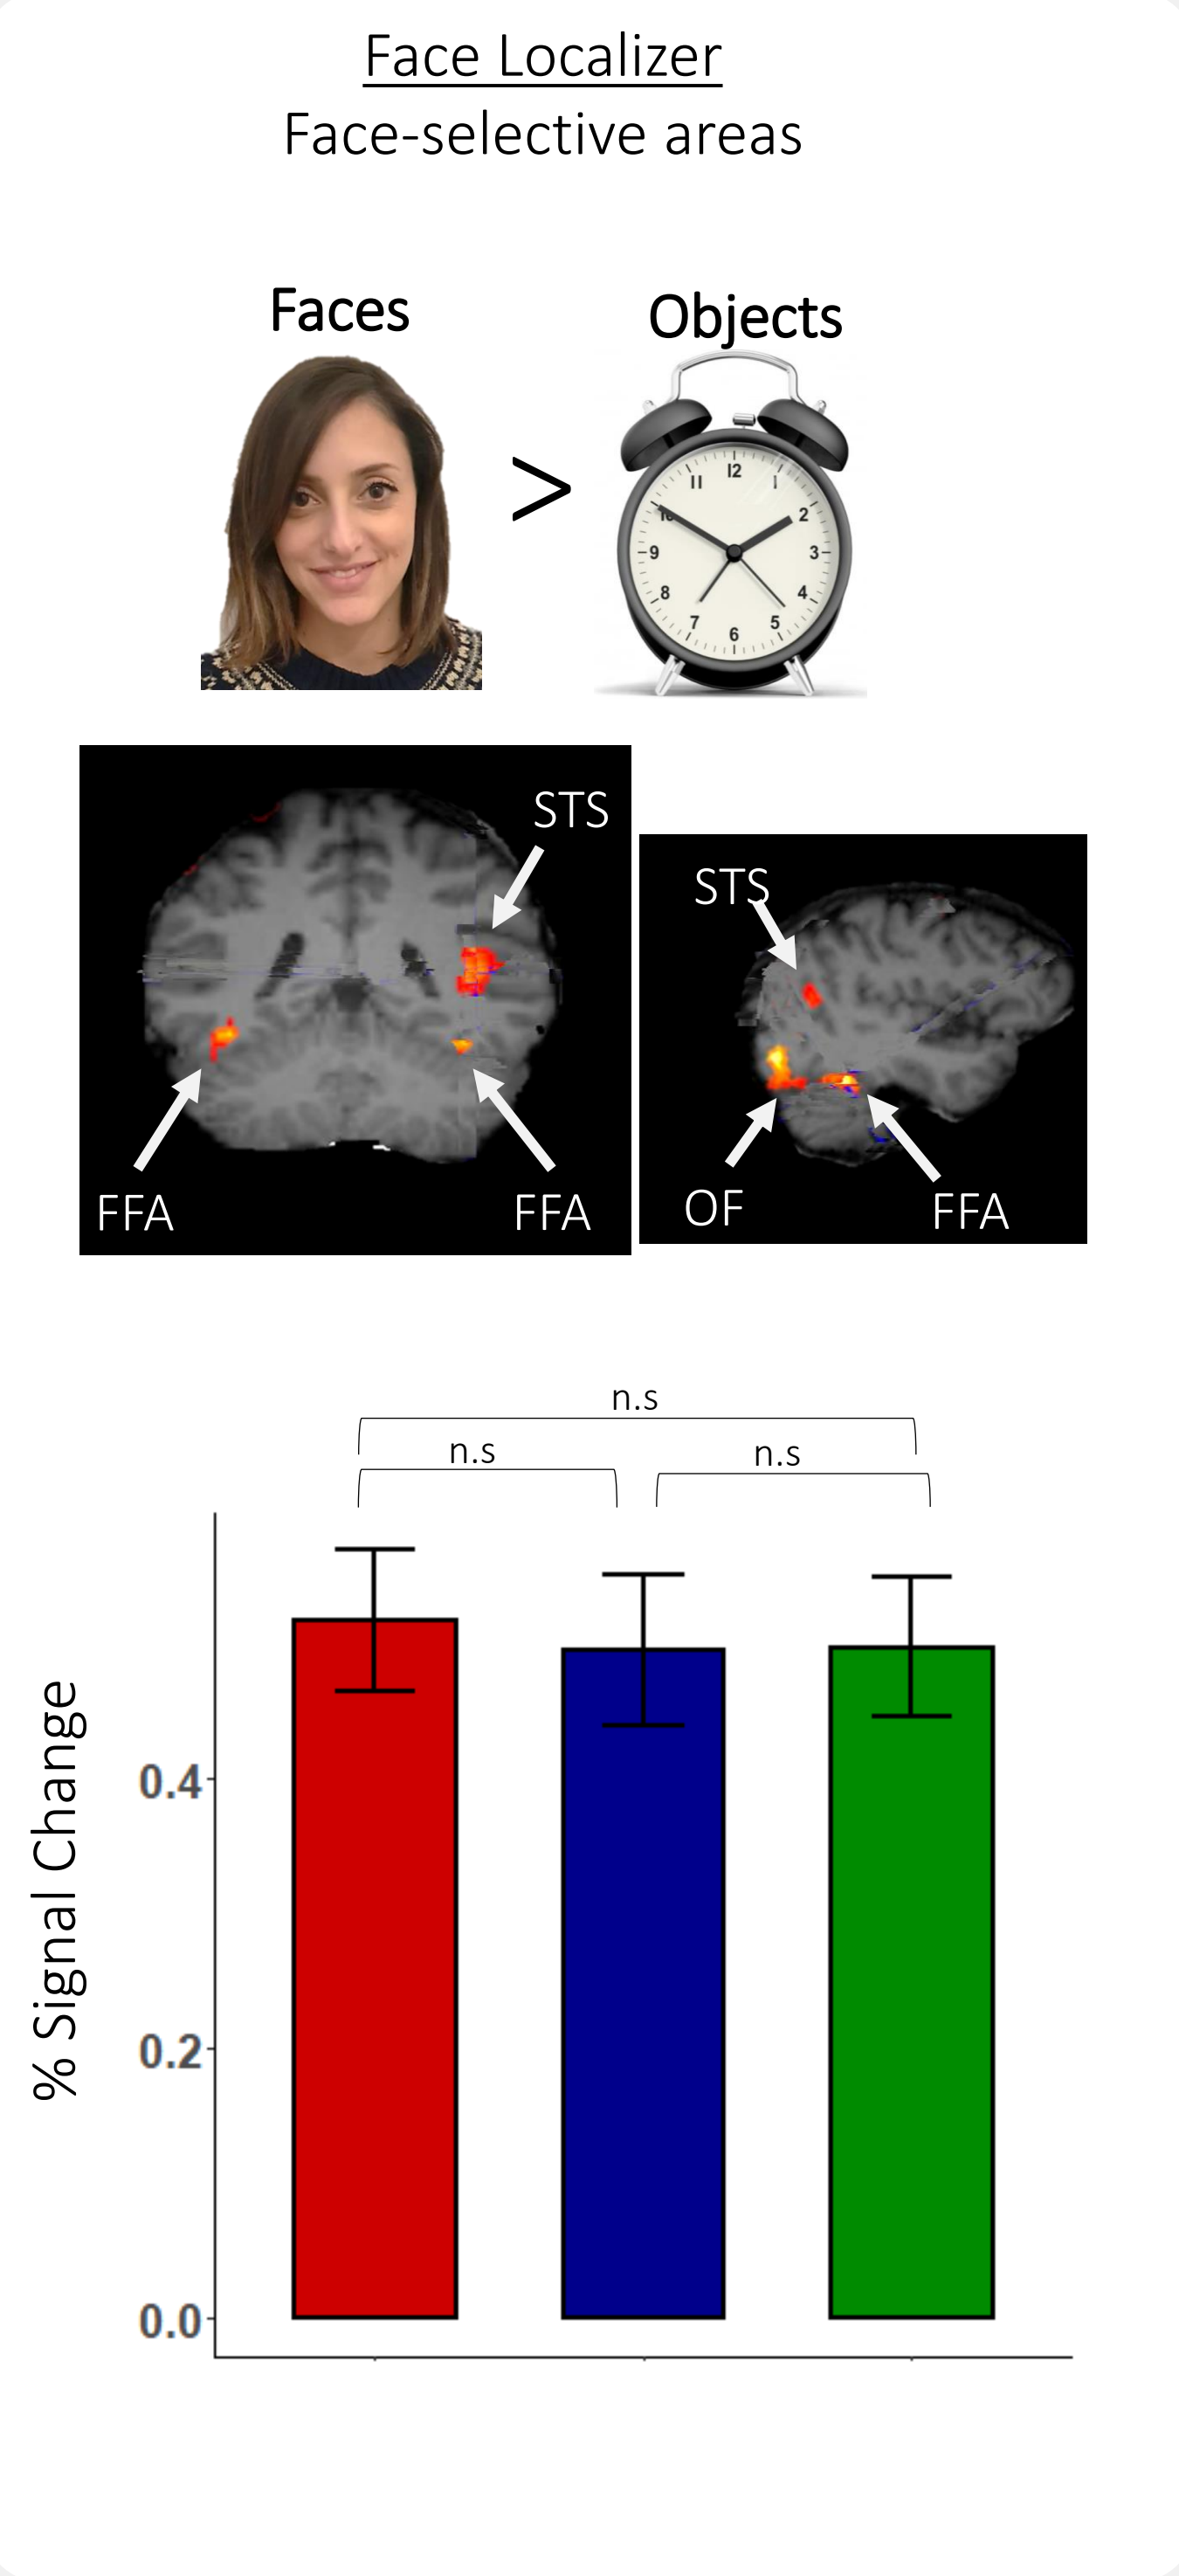 Face Localizer
Face-selective areas
Faces
Objects
>
12
11
1
10
2
9
3
8
4
7
5
6
STS
FFA
FFA
STS
OF
FFA
n.s
n.s
n.s
% Signal Change
0.4
0.2
0.0